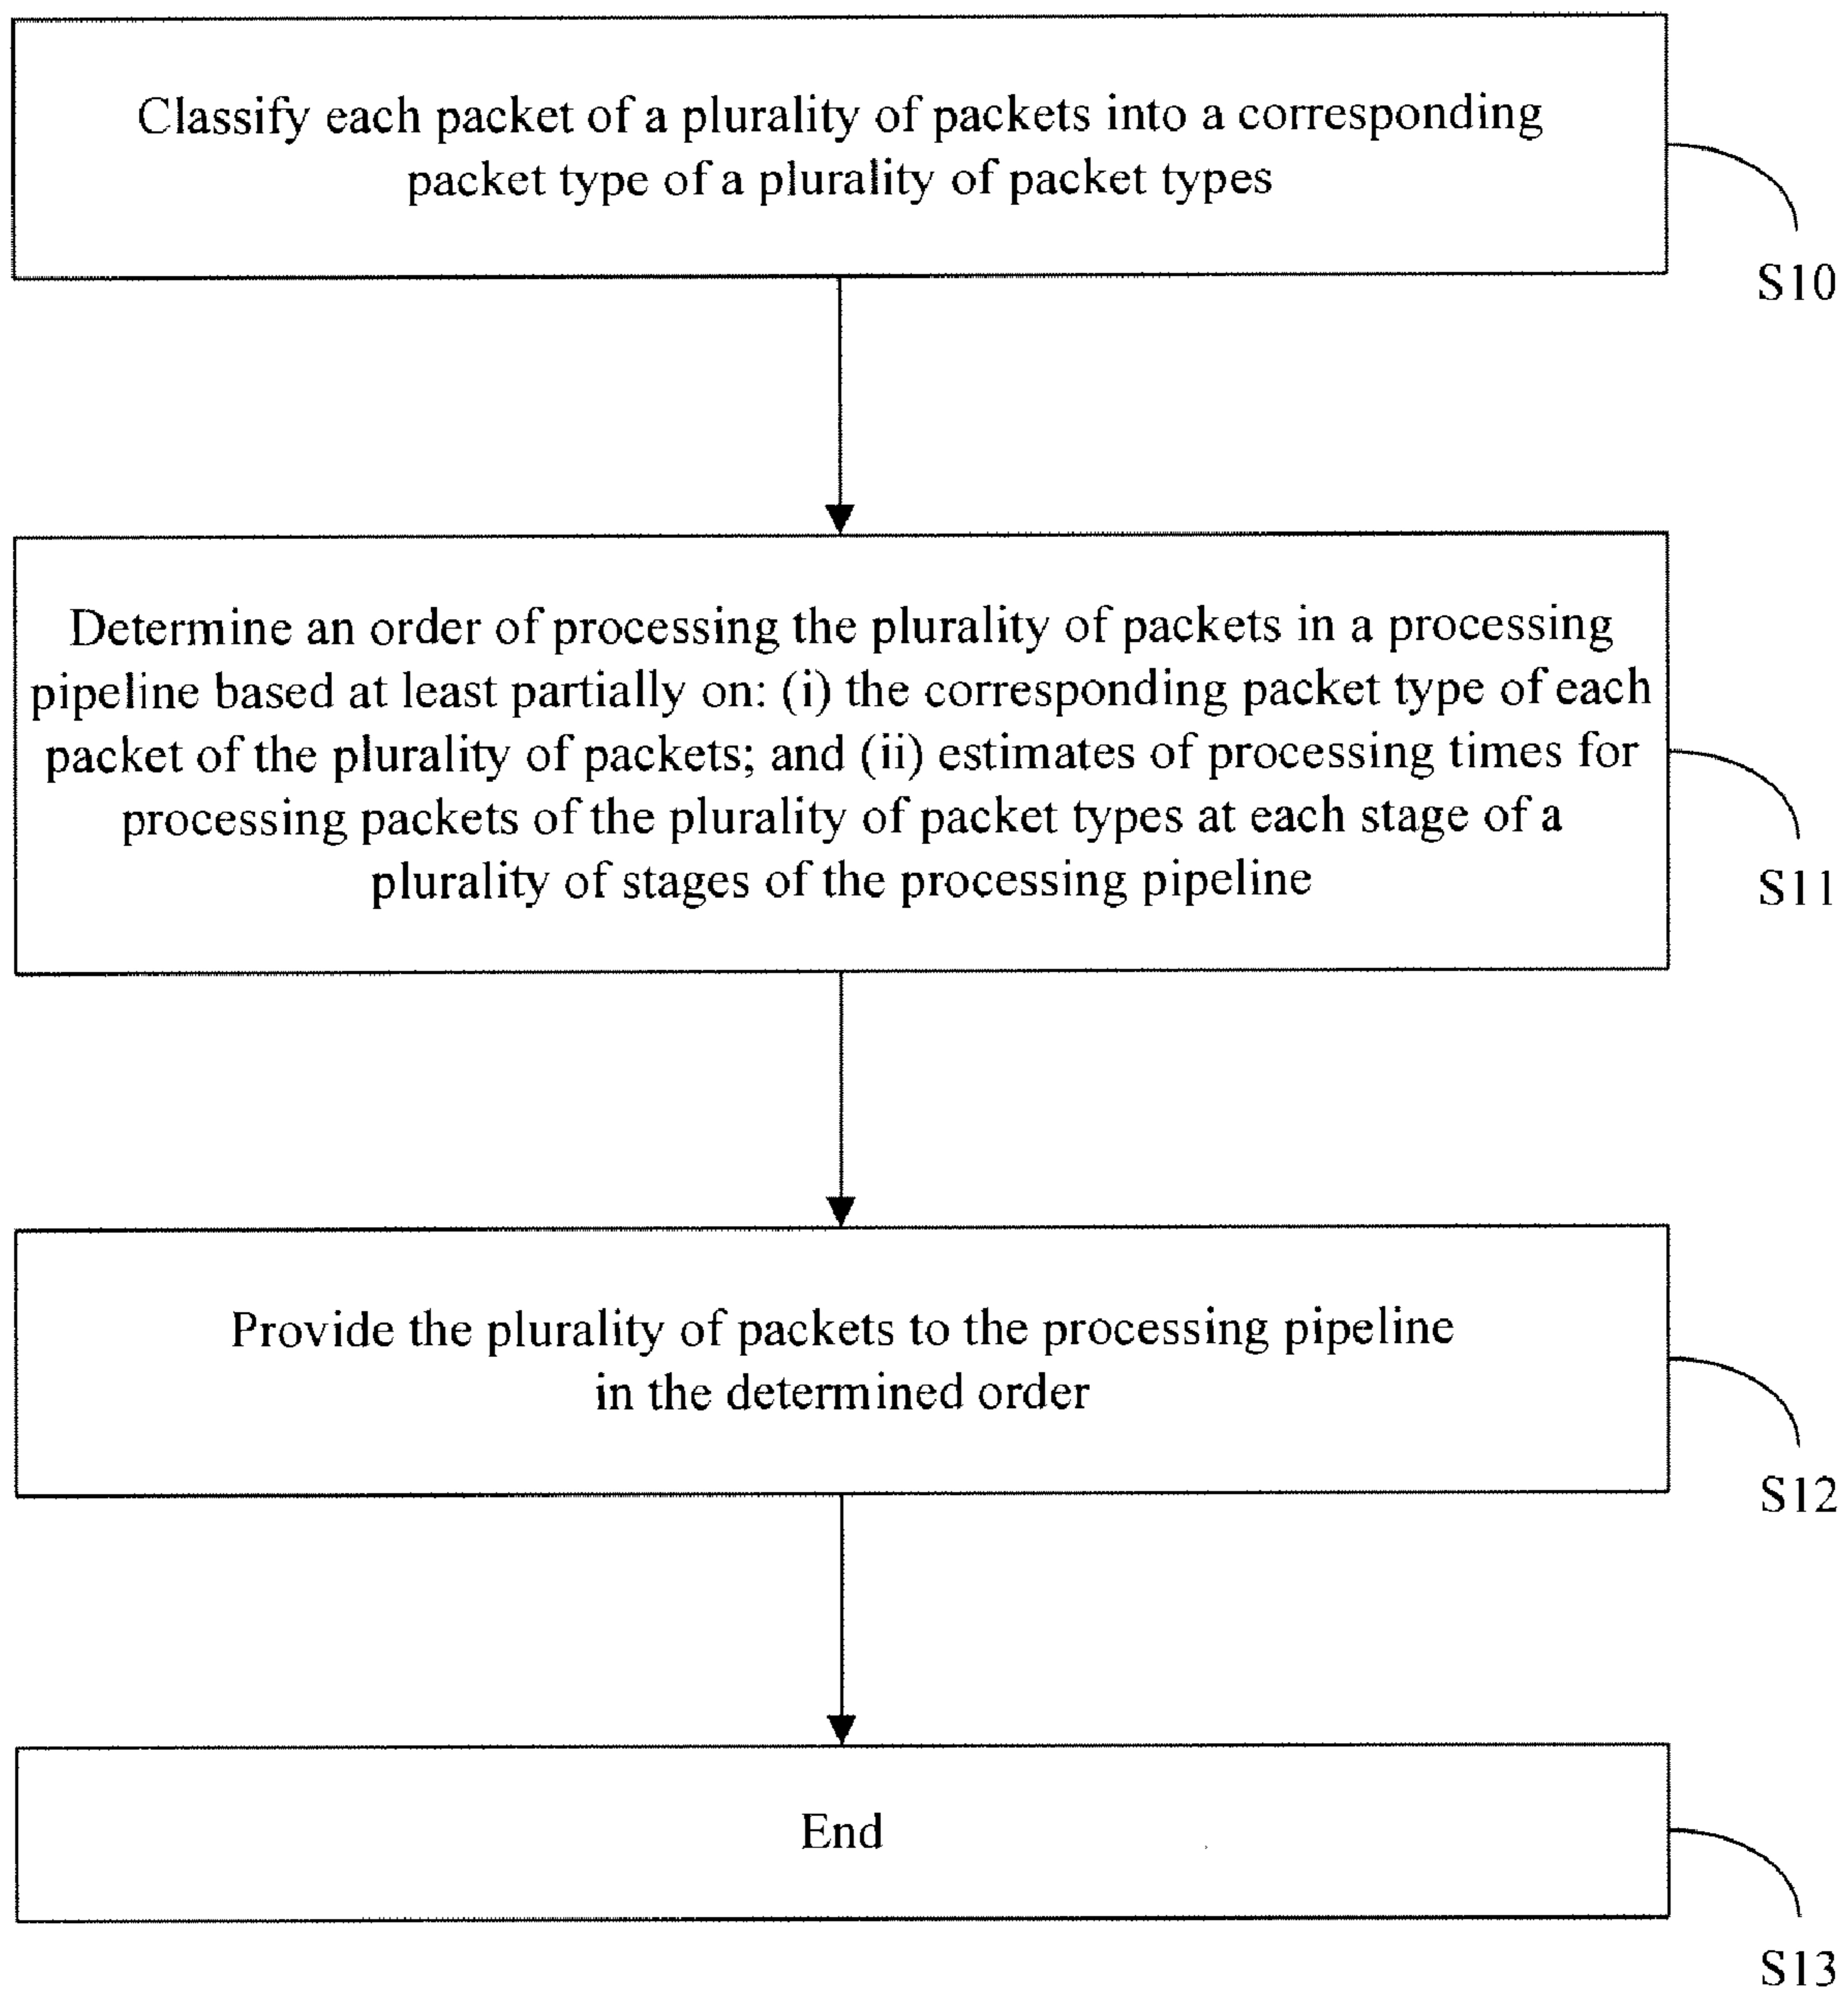 Classify each packet of a plurality of packets into a corresponding
packet type of a plurality of packet types
S10
Determine an order of processing the plurality of packets in a processing
pipeline based at least partially on: (i) the corresponding packet type of each
packet of the plurality of packets; and (ii) estimates of processing times for
processing packets of the plurality of packet types at each stage of a
plurality of stages of the processing pipeline
S11
Provide the plurality of packets to the processing pipeline
in the determined order
S12
End
S13